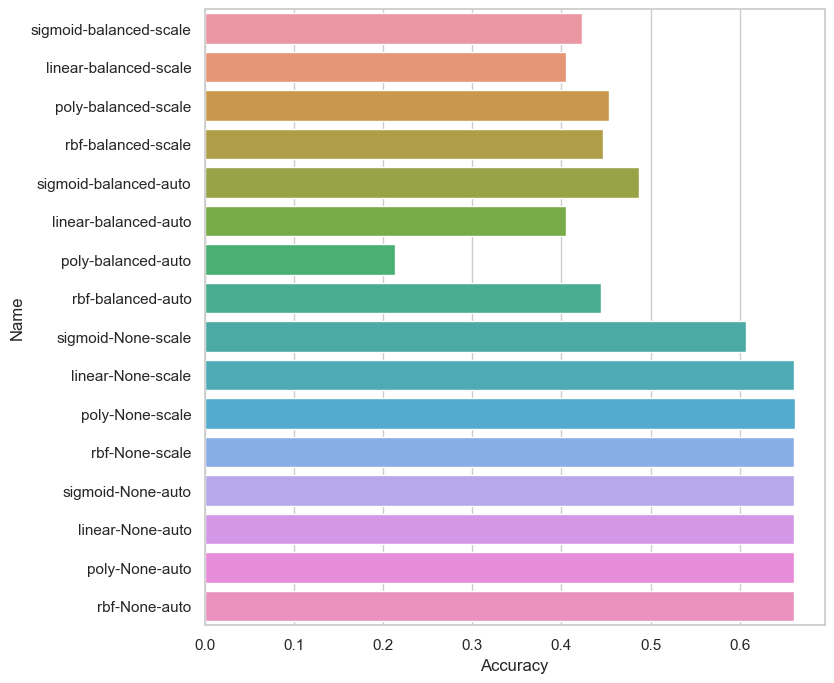 sigmoid-balanced-scale
linear-balanced-scale
poly-balanced-scale
rbf-balanced-scale
sigmoid-balanced-auto
linear-balanced-auto
poly-balanced-auto
rbf-balanced-auto
sigmoid-None-scale
linear-None-scale
poly-None-scale
rbf-None-scale
sigmoid-None-auto
linear-None-auto
poly-None-auto
rbf-None-auto
Name
0.0 0.1 0.2 0.3 0.4 0.5 0.6
Accuracy